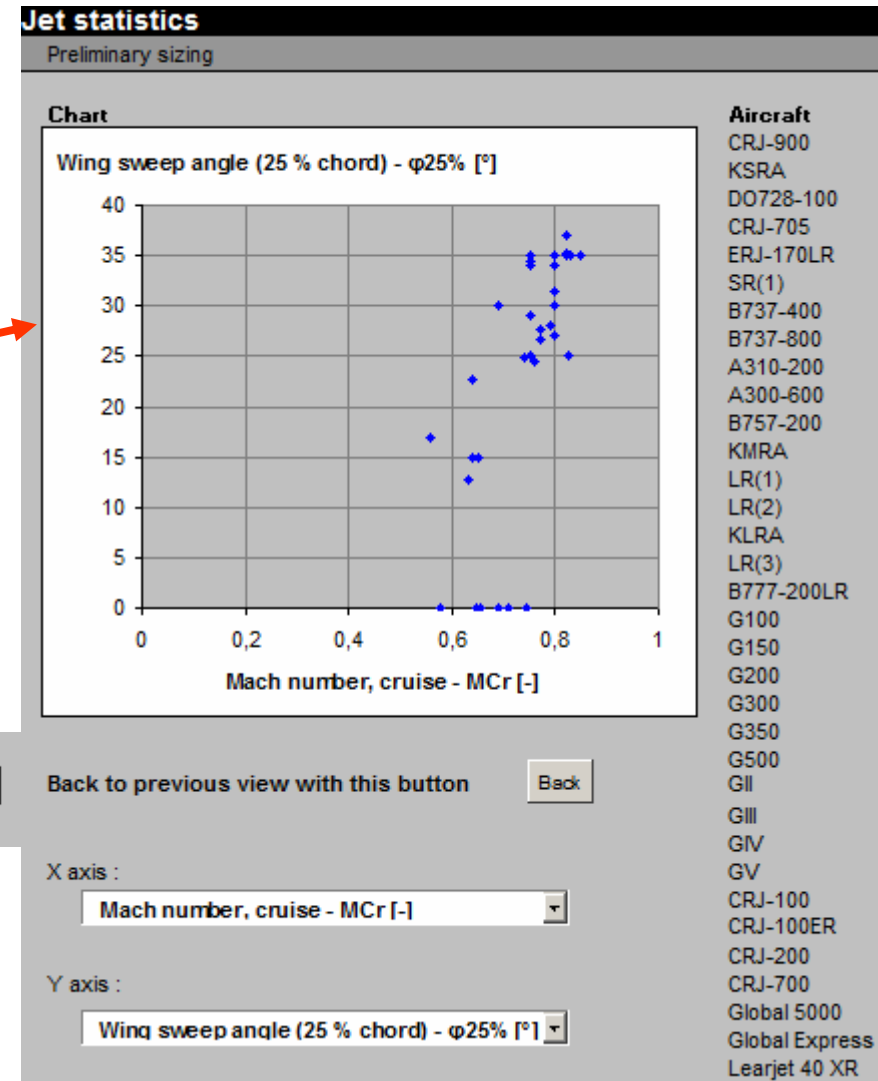 Jet statistics
Preliminary sizing
Chart
Wing sweep angle (25 % chord) - φ25% [°]
40
35
30
25
20
15
10
5
0
0 0,2 0,4 0,6 0,8 1
Mach number, cruise - MCr [-]
Back to previous view with this button
Back
X axis :
Mach number, cruise - MCr [-]
Y axis :
Wing sweep angle (25 % chord) - φ25% [°]
Aircraft
CRJ-900
KSRA
DO728-100
CRJ-705
ERJ-170LR
SR(1)
B737-400
B737-800
A310-200
A300-600
B757-200
KMRA
LR(1)
LR(2)
KLRA
LR(3)
B777-200LR
G100
G150
G200
G300
G350
G500
GII
GIII
GIV
GV
CRJ-100
CRJ-100ER
CRJ-200
CRJ-700
Global 5000
Global Express
Learjet 40 XR